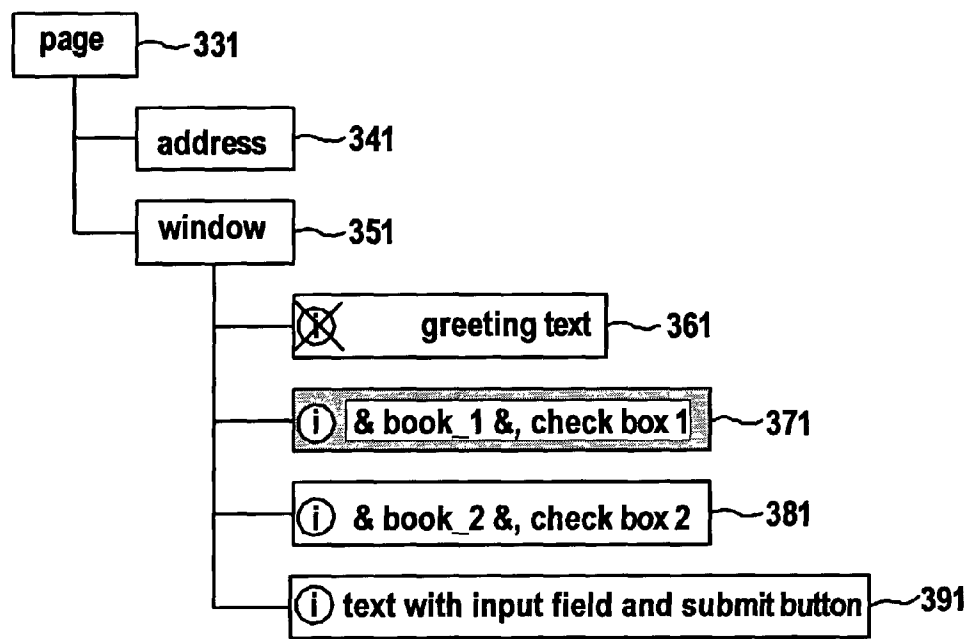 page 331
address 341
window 351
i greeting text 361
i & book_1 &, check box 1 371
i & book_2 &, check box 2 381
i text with input field and submit button 391